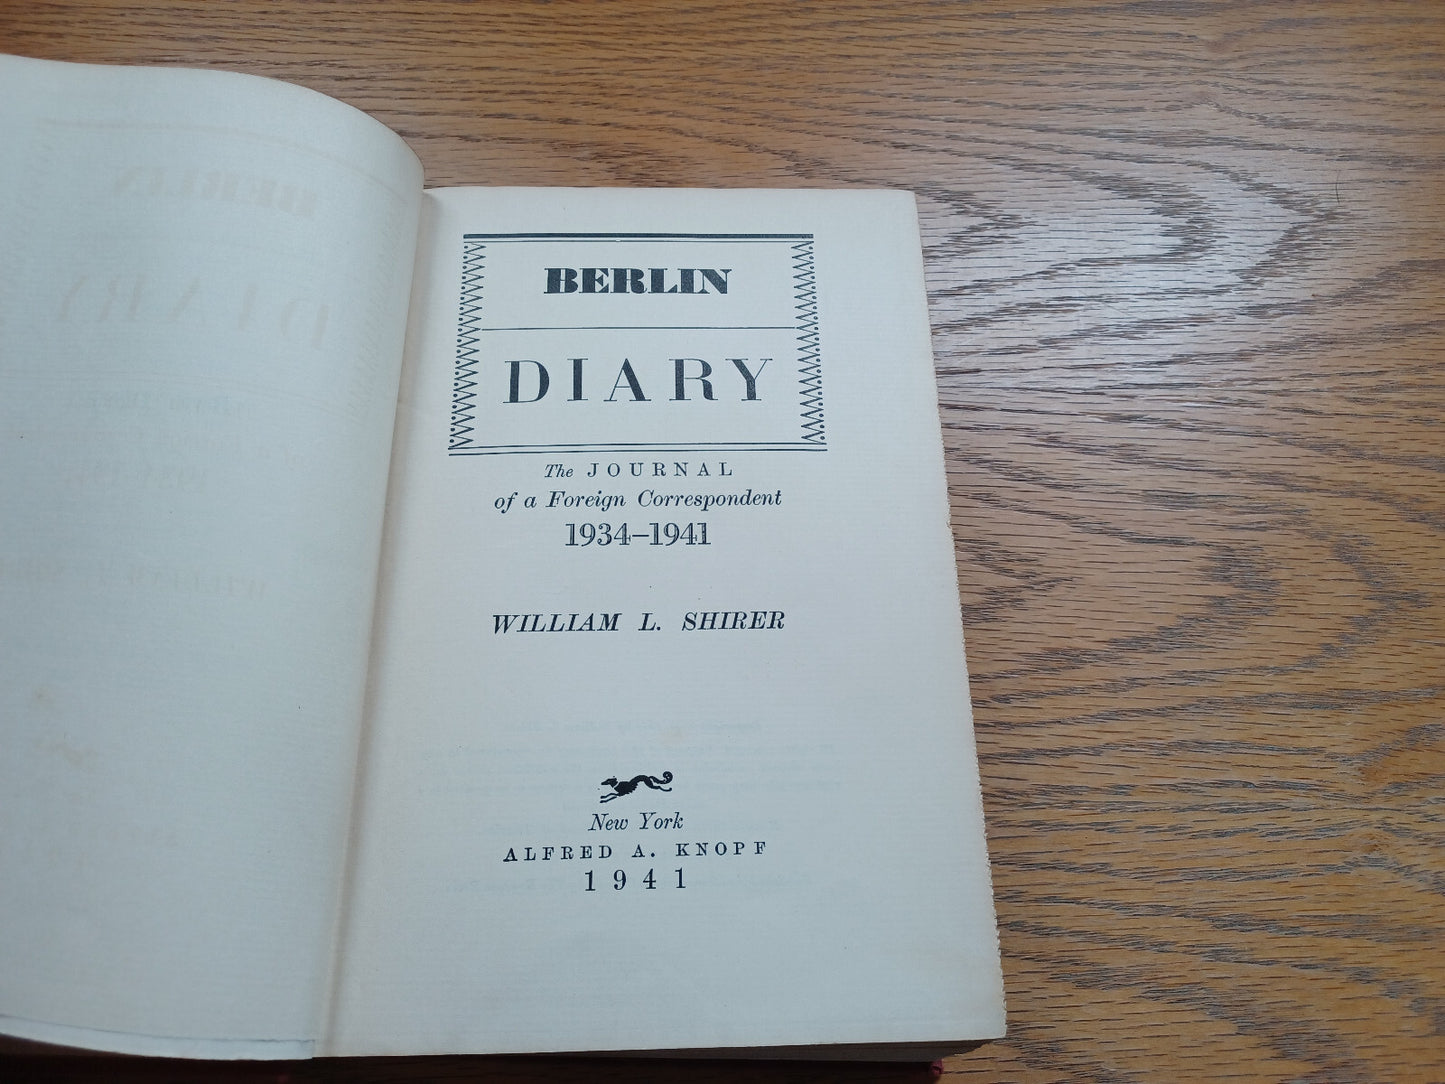 BERLIN
DIARY
The JOURNAL
of a Foreign Correspondent
1934–1941
WILLIAM L. SHIRER
New York
ALFRED A. KNOPF
1941